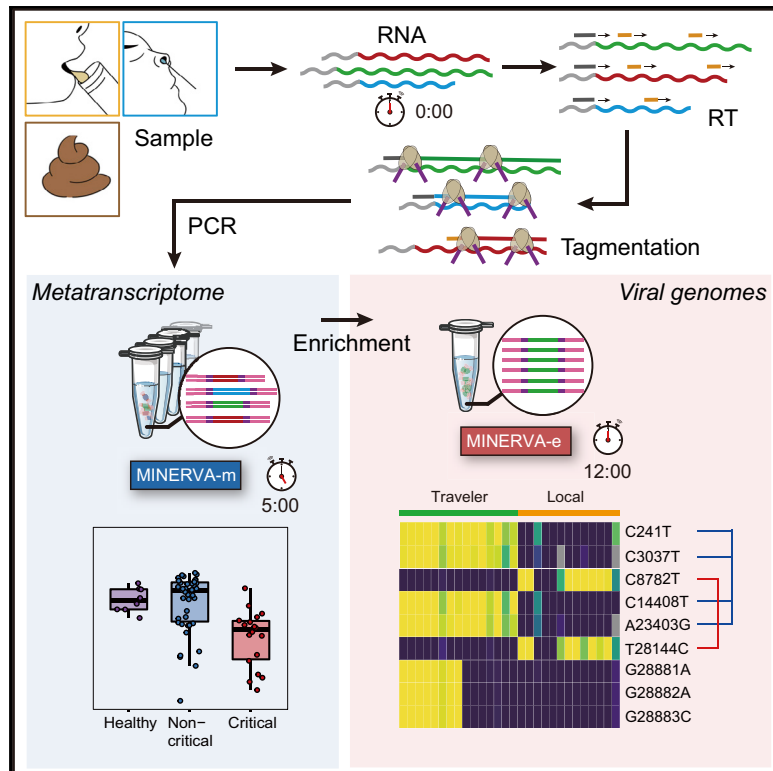 RNA
0:00
RT
Sample
Tagmentation
PCR
Metatranscriptome
Enrichment
Viral genomes
MINERVA-m
5:00
MINERVA-e
12:00
Healthy
Non–
critical
Critical
Traveler
Local
C241T
C3037T
C8782T
C14408T
A23403G
T28144C
G28881A
G28882A
G28883C